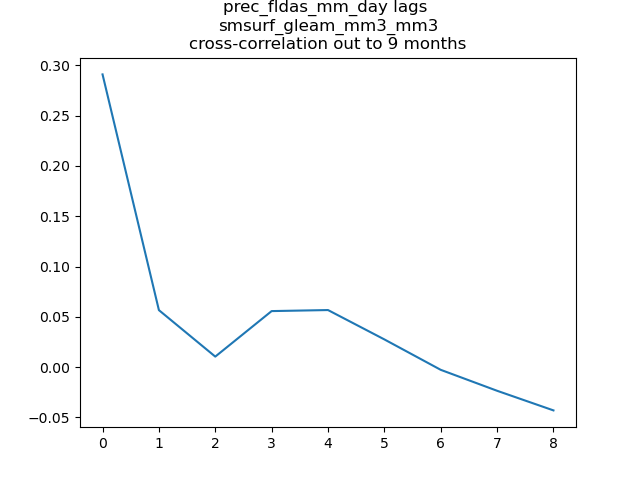 prec_fldas_mm_day lags
smsurf_gleam_mm3_mm3
cross-correlation out to 9 months
0.30
0.25
0.20
0.15
0.10
0.05
0.00
−0.05
0 1 2 3 4 5 6 7 8